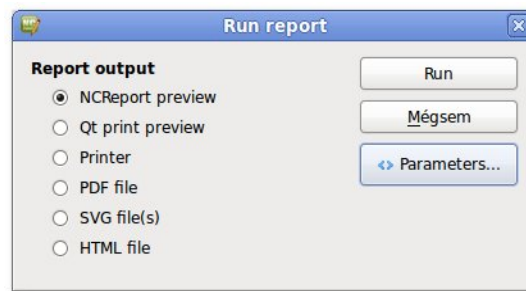 Run report
Report output
NCReport preview
Qt print preview
Printer
PDF file
SVG file(s)
HTML file
Run
Mégsem
Parameters...